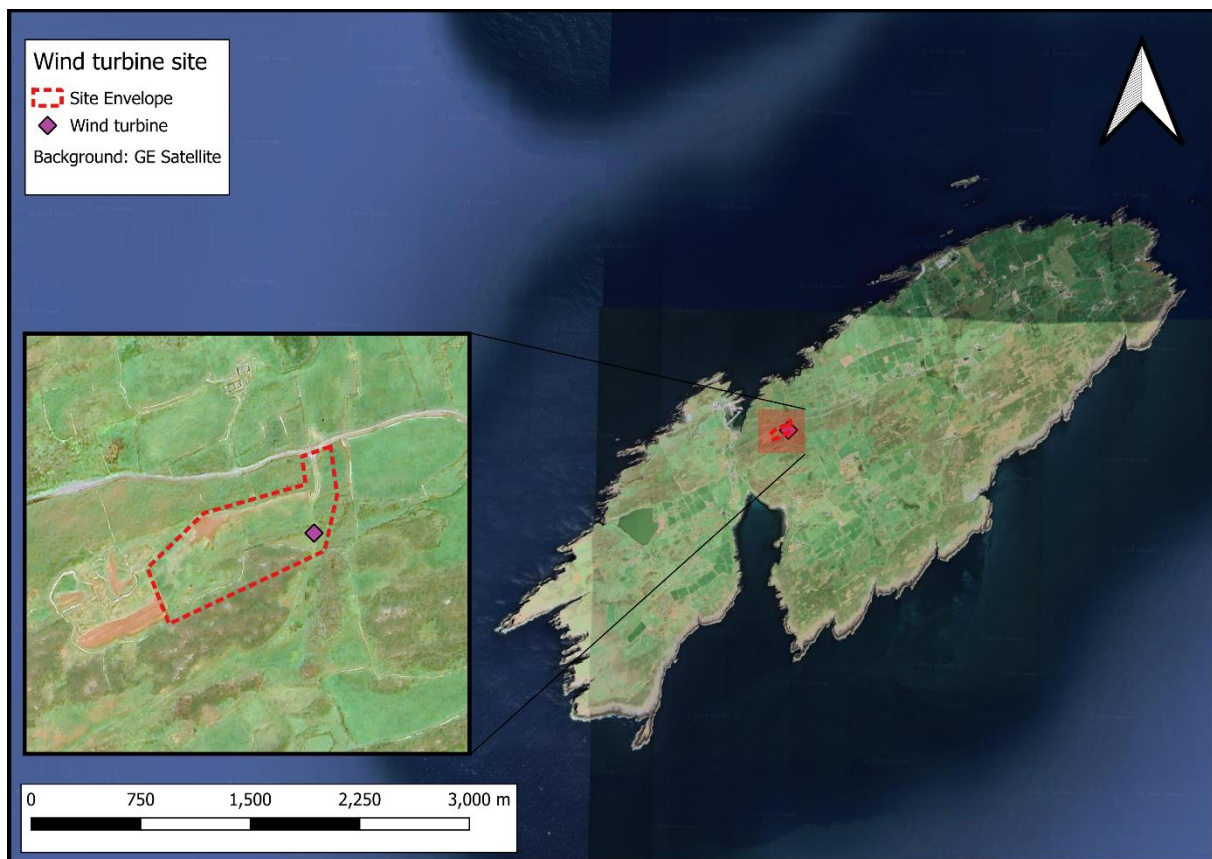 Wind turbine site
Site Envelope
Wind turbine
Background: GE Satellite
0 750 1,500 2,250 3,000 m